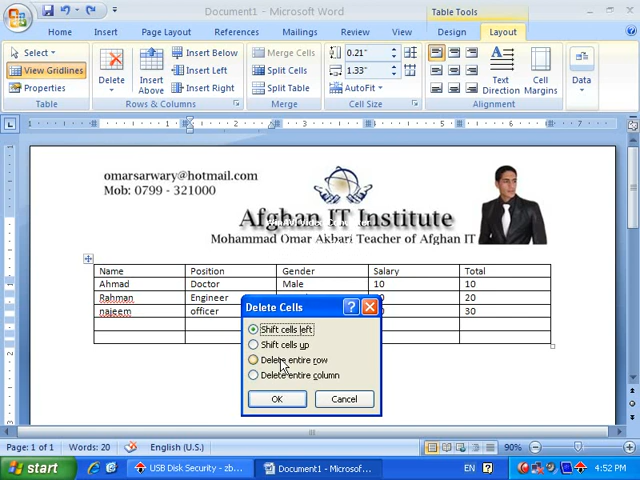 Document1 - Microsoft Word
Table Tools
Home Insert Page Layout References Mailings Review View Design Layout
Select
View Gridlines
Properties
Table
Delete
Insert Above
Insert Below
Insert Left
Insert Right
Rows & Columns
Merge Cells
Split Cells
Split Table
Merge
0.21"
1.33"
AutoFit
Cell Size
Text Direction
Cell Margins
Alignment
Data
omarsarwary@hotmail.com
Mob: 0799 - 321000
Afghan IT Institute
Mohammad Omar Akbari Teacher of Afghan IT
Name Position Gender Salary Total
Ahmad Doctor Male 10 10
Rahman Engineer 20
najeem officer 30
Delete Cells
Shift cells left
Shift cells up
Delete entire row
Delete entire column
OK Cancel
Page: 1 of 1 Words: 20 English (U.S.) 90%
start USB Disk Security - zb... Document1 - Microsof... EN 4:52 PM